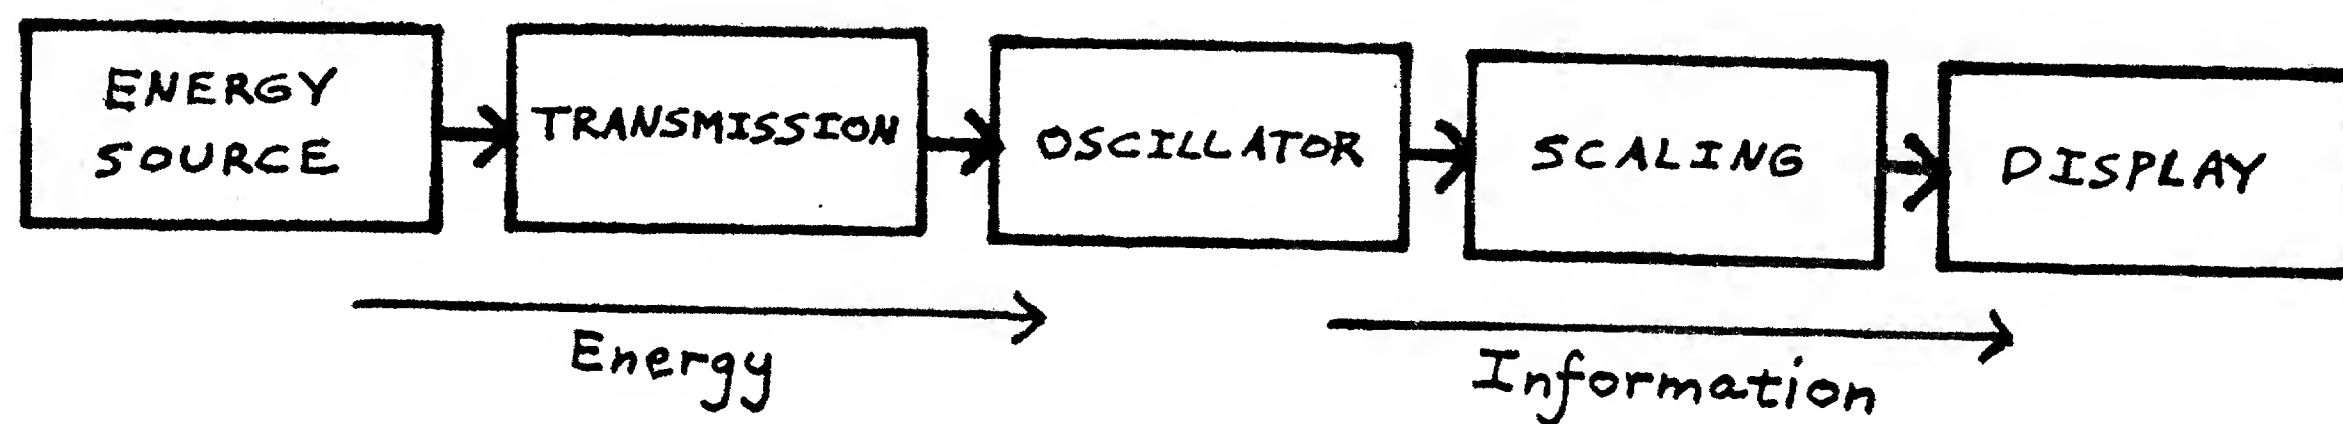 ENERGY
SOURCE
TRANSMISSION
OSCILLATOR
SCALING
DISPLAY
Energy
Information